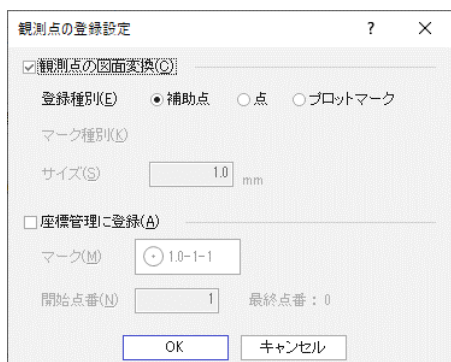 観測点の登録設定 ? ×
観測点の図面変換(C)
登録種別(E) 補助点 点 プロットマーク
マーク種別(K)
サイズ(S) 1.0 mm
座標管理に登録(A)
マーク(M) 1.0-1-1
開始点番(N) 1 最終点番：0
OK キャンセル